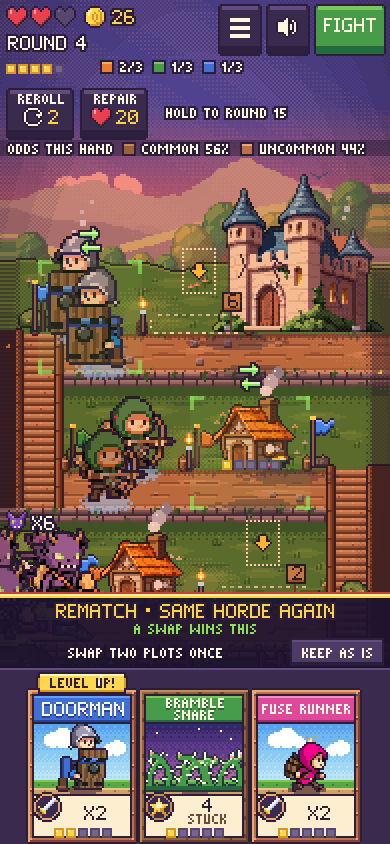 26
FIGHT
ROUND 4
2/3 1/3 1/3
REROLL
2
REPAIR
20
HOLD TO ROUND 15
ODDS THIS HAND COMMON 56% UNCOMMON 44%
6
X6
2
REMATCH • SAME HORDE AGAIN
A SWAP WINS THIS
SWAP TWO PLOTS ONCE
KEEP AS IS
LEVEL UP!
DOORMAN
X2
BRAMBLE
SNARE
4
STUCK
FUSE RUNNER
X2